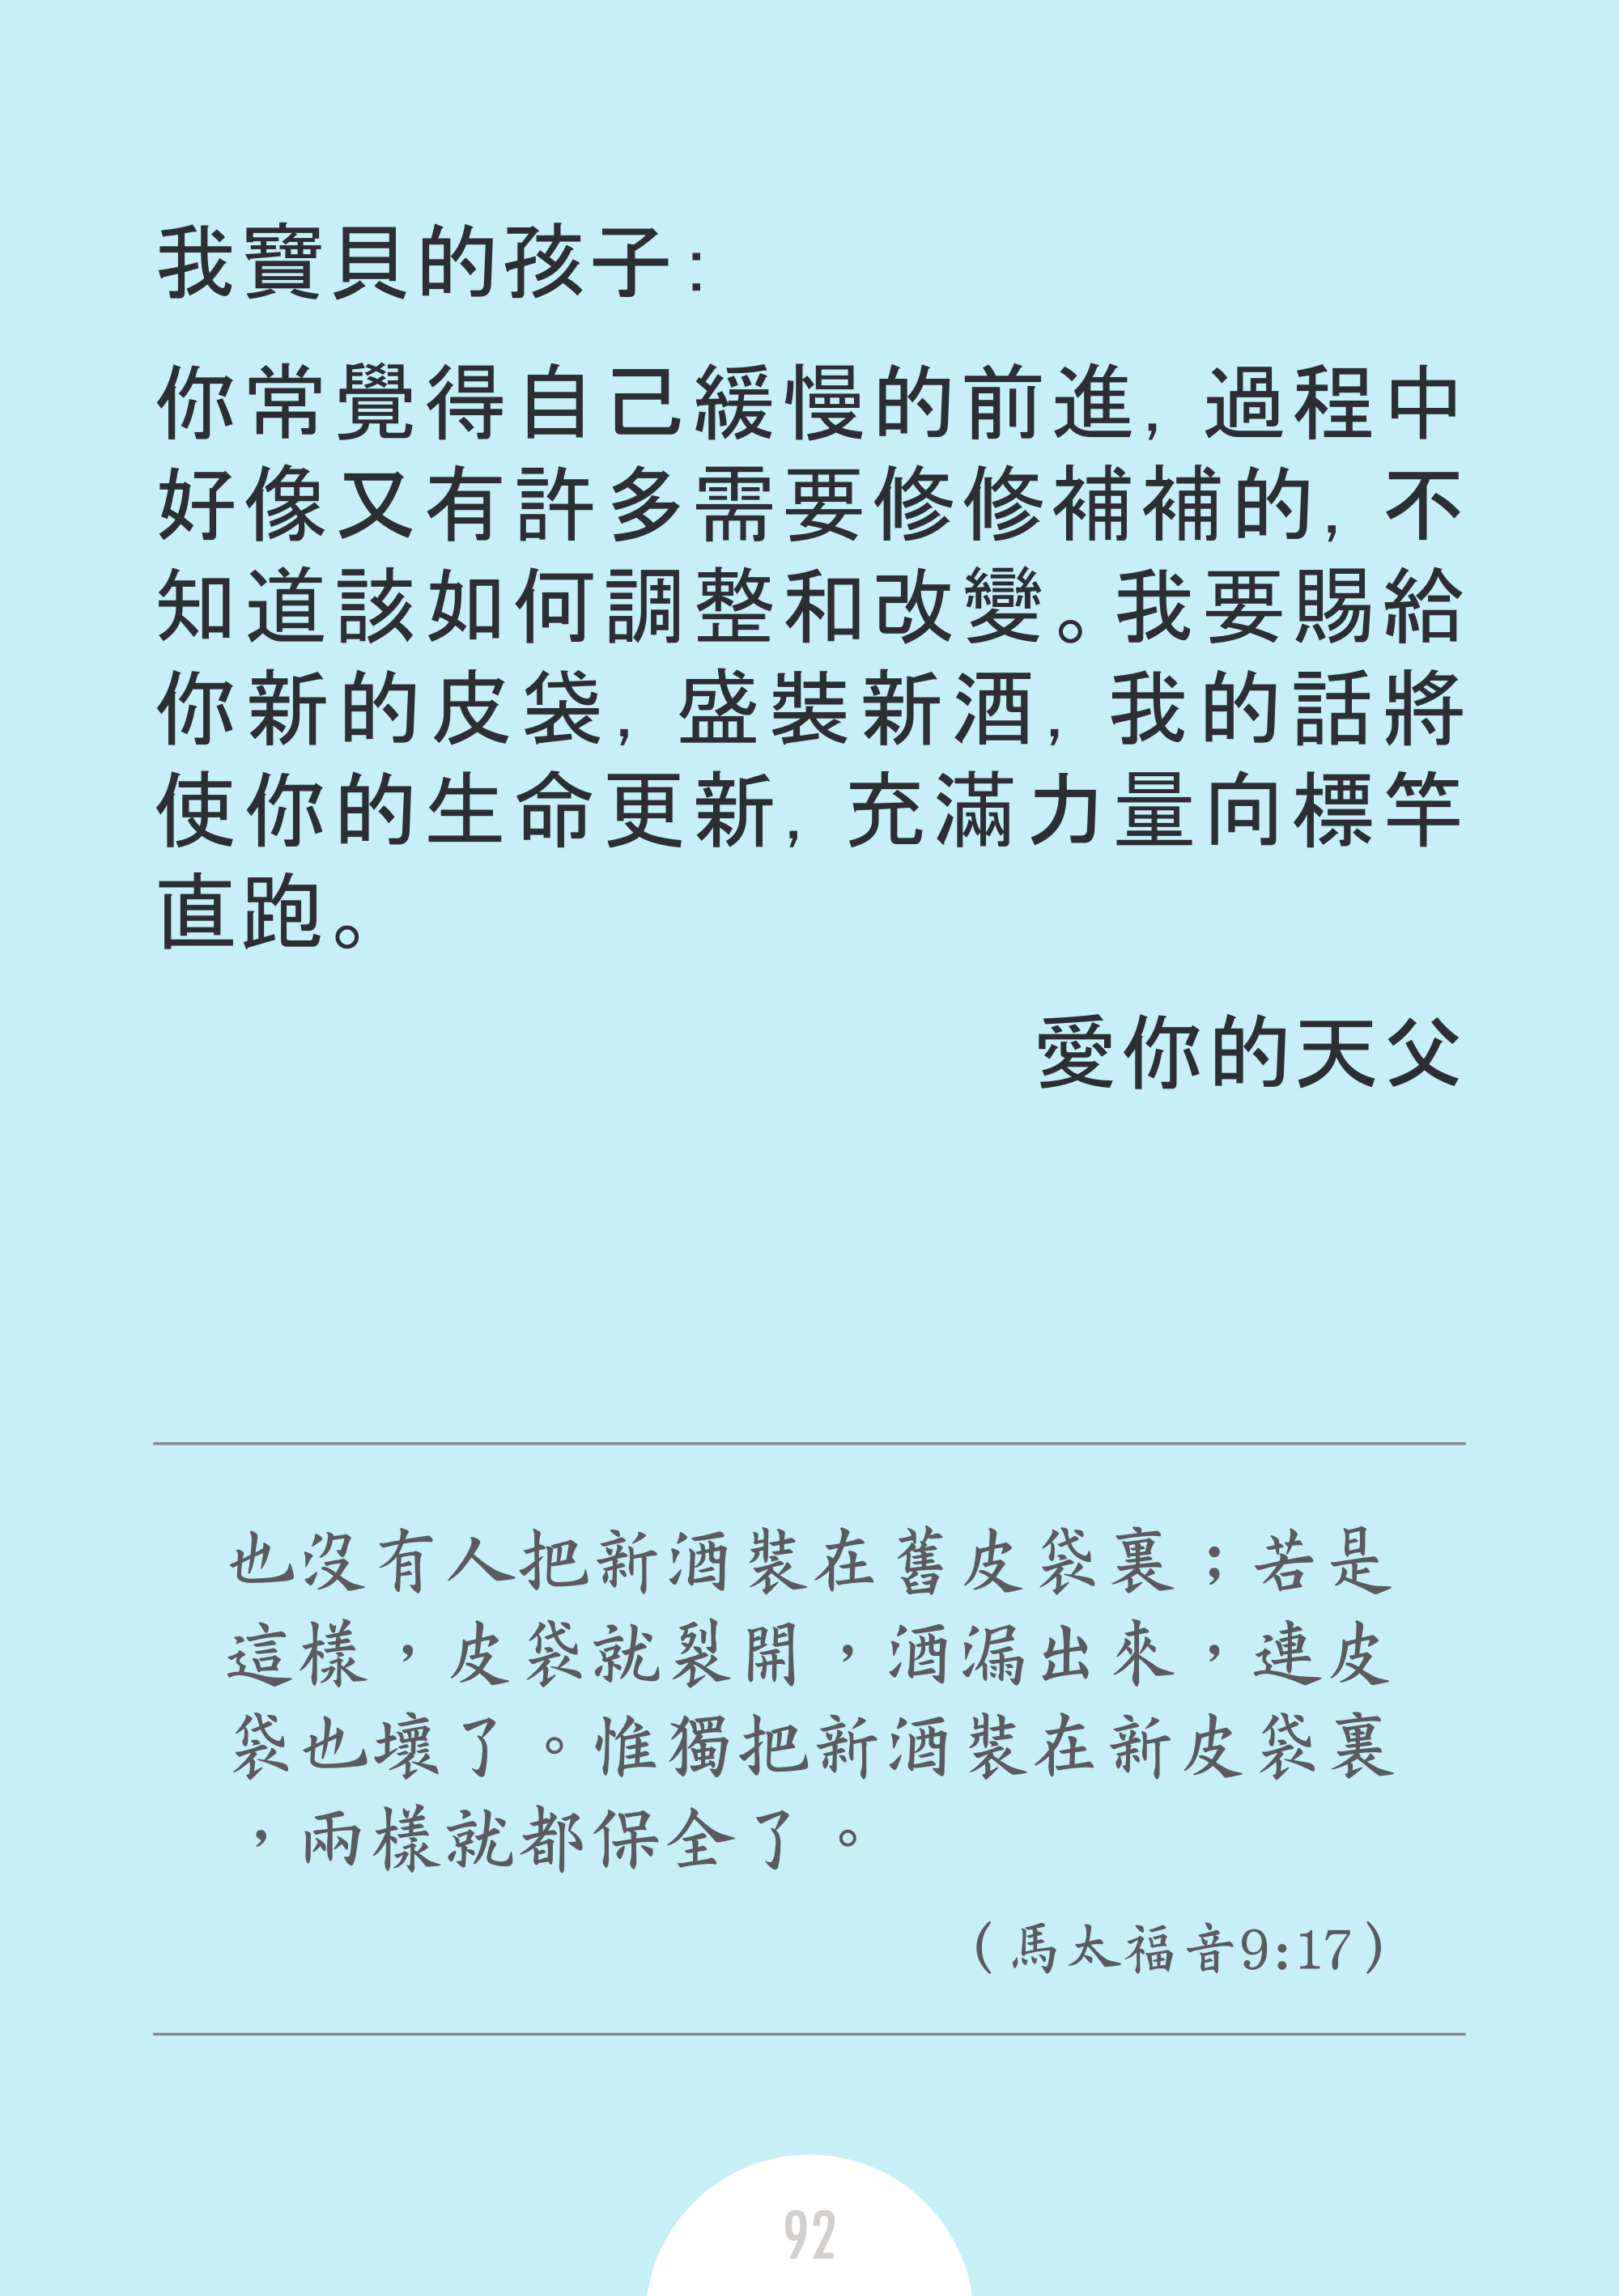 我寶貝的孩子：
你常覺得自己緩慢的前進，過程中
好像又有許多需要修修補補的，不
知道該如何調整和改變。我要賜給
你新的皮袋，盛裝新酒，我的話將
使你的生命更新，充滿力量向標竿
直跑。
愛你的天父
也沒有人把新酒裝在舊皮袋裏；若是
這樣，皮袋就裂開，酒漏出來，連皮
袋也壞了。惟獨把新酒裝在新皮袋裏
，兩樣就都保全了。
（馬太福音9:17）
92